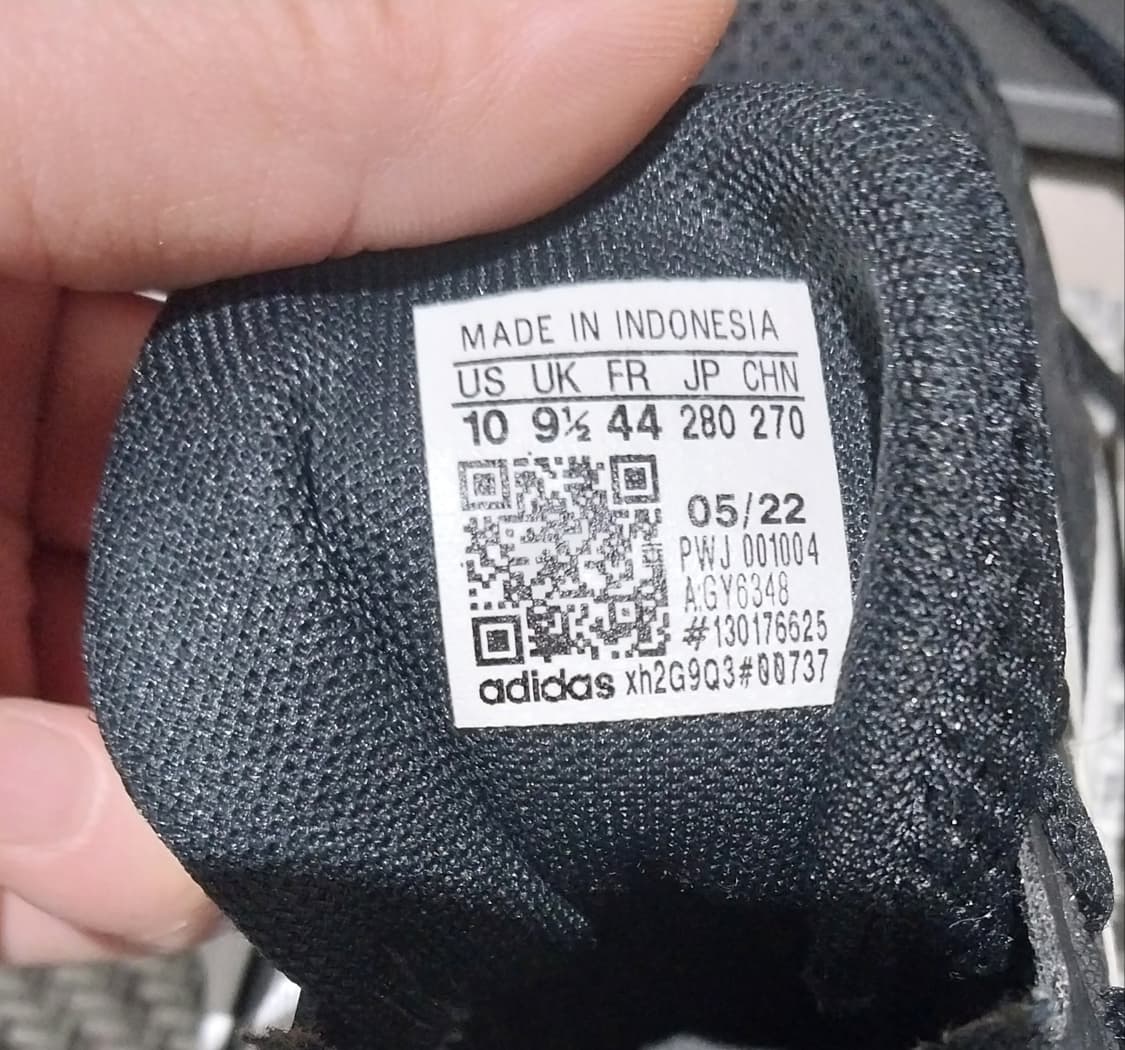 MADE IN INDONESIA
US UK FR JP CHN
10 9½ 44 280 270
05/22
PWJ 001004
A:GY6348
#130176625
adidas xh2G9Q3#00737